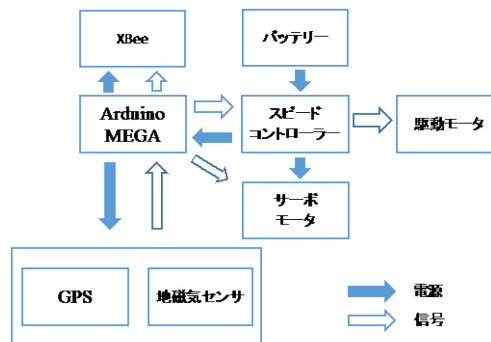 XBee
バッテリー
Arduino
MEGA
スピード
コントローラー
駆動モータ
サーボ
モータ
GPS
地磁気センサ
電源
信号